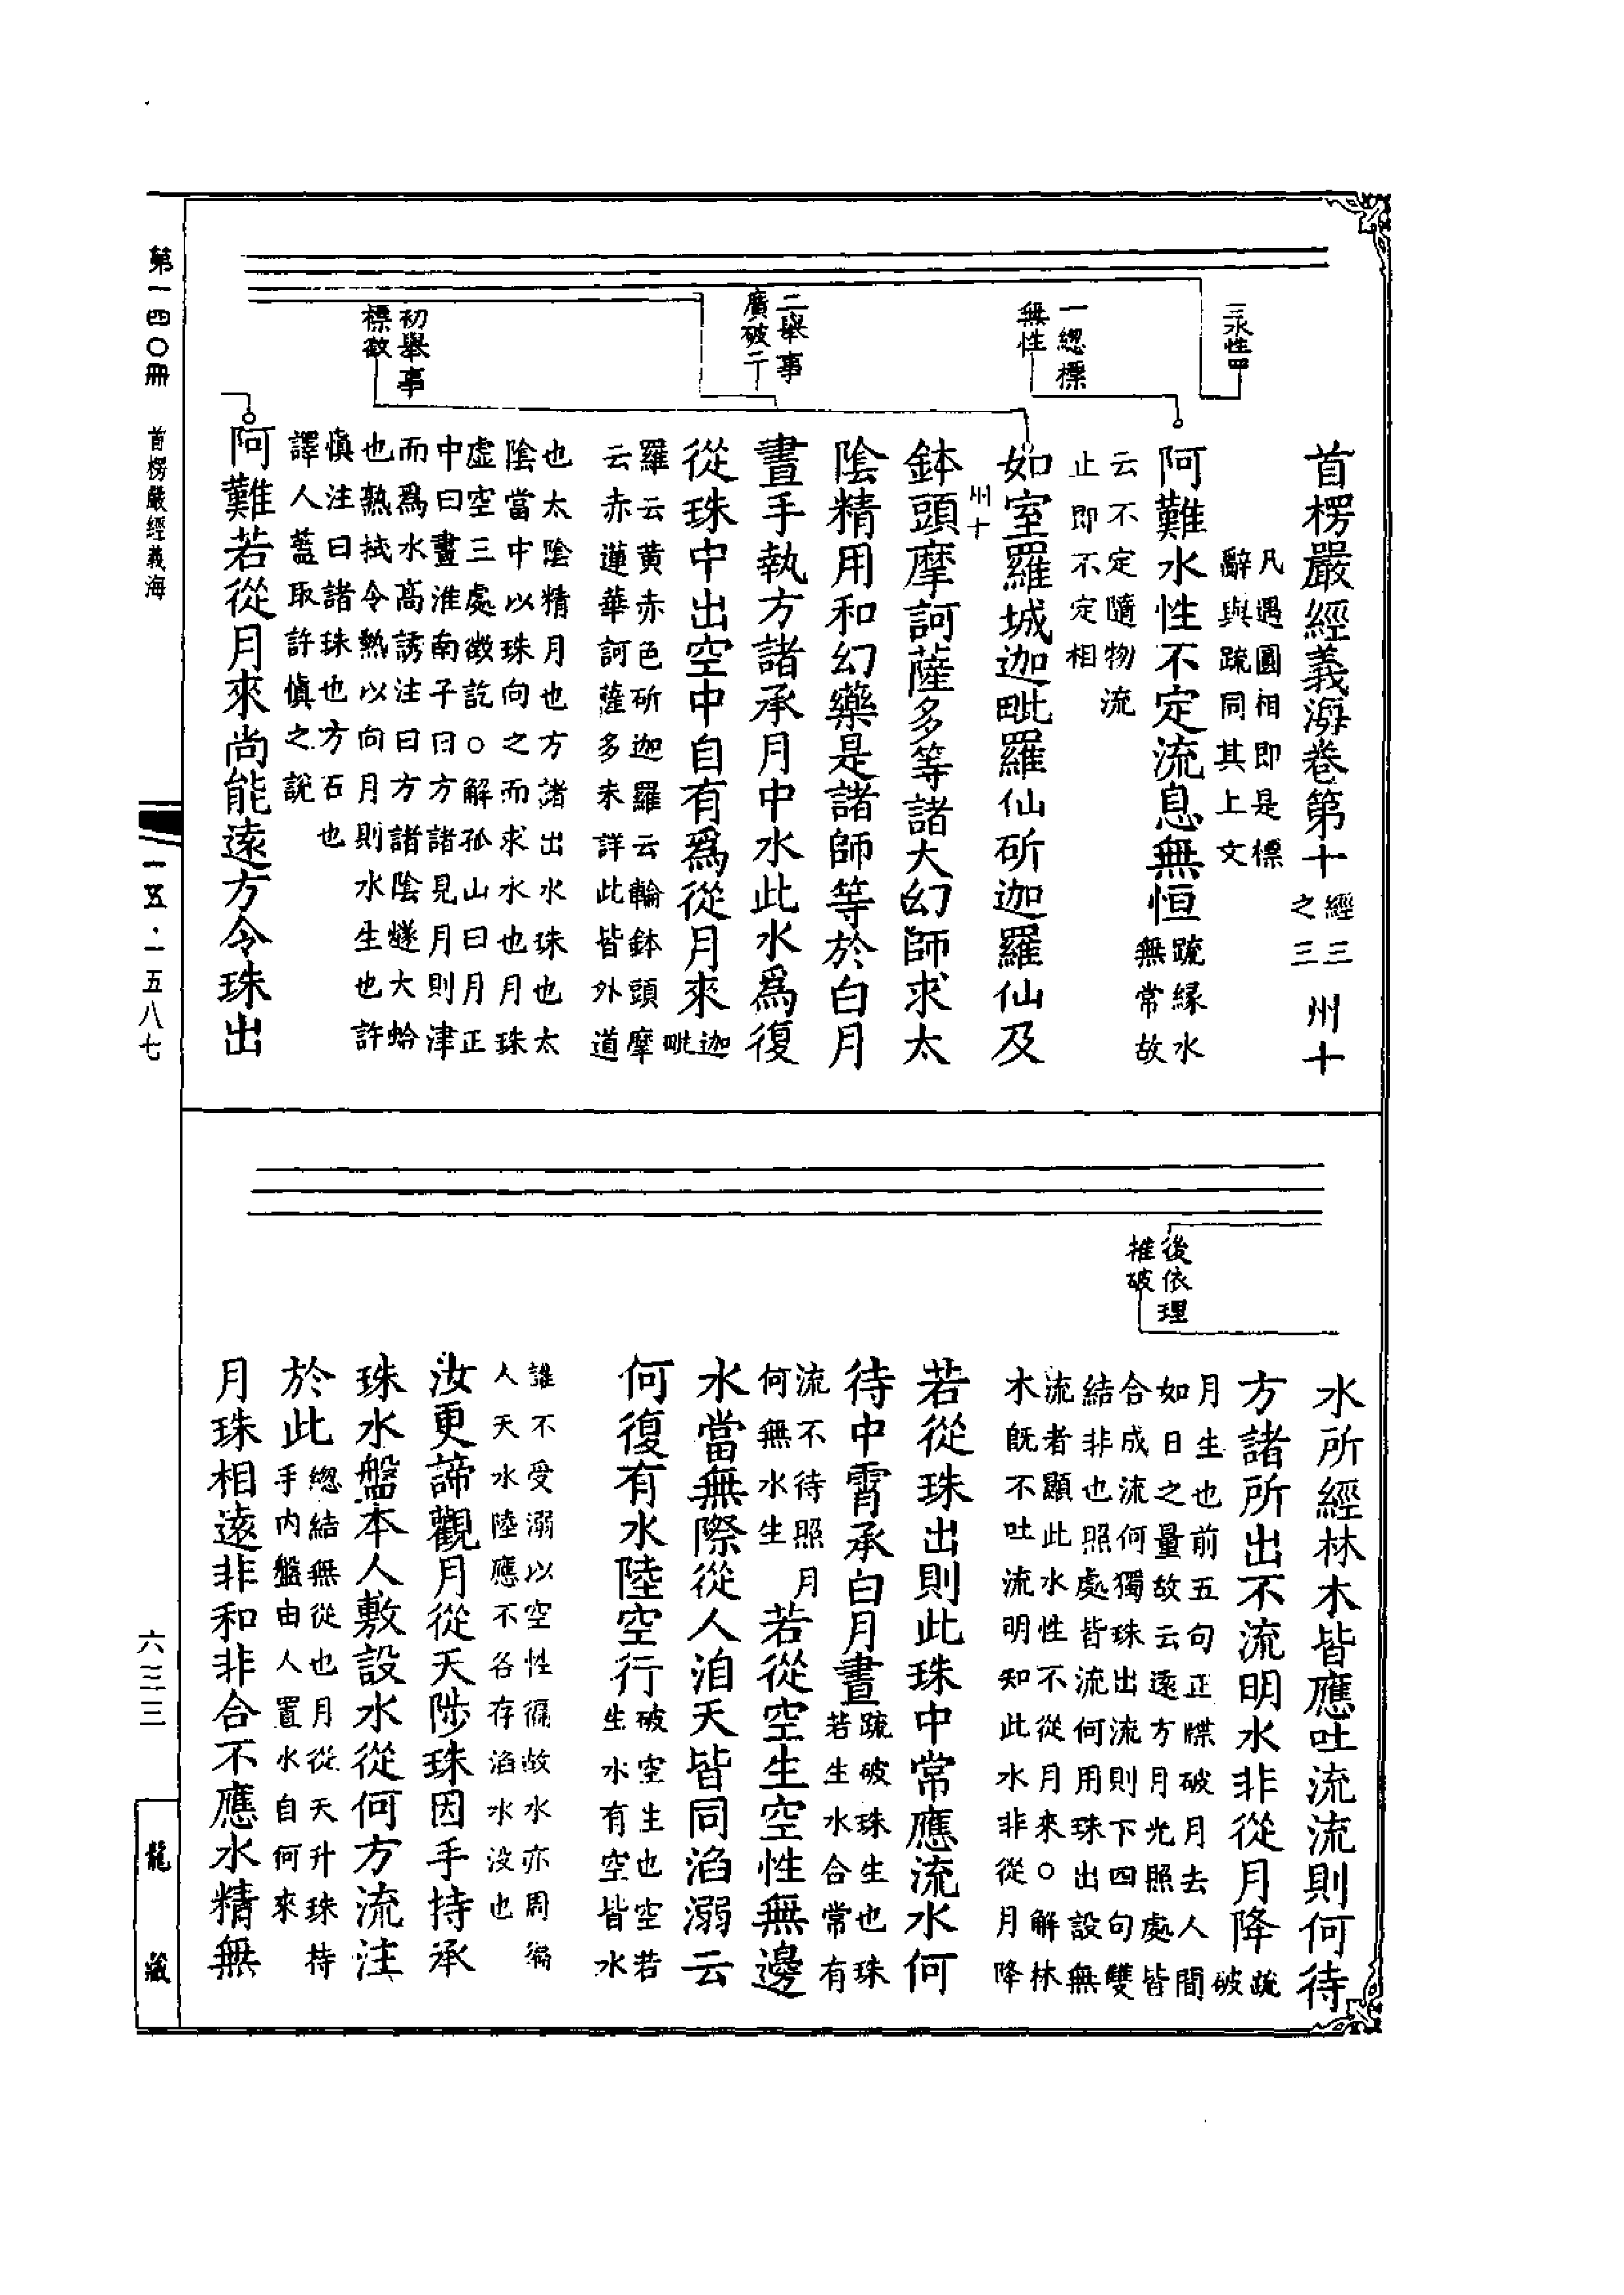 三水性四
一緫標
無性
二舉事
廣破二
初舉事
標徵
首楞嚴經義海卷第十 經三之三 州十
凡遇圓相即是標
辭與疏同其上文
阿難水性不定流息無恒 疏緣水無常故
云不定隨物流
止即不定相
如室羅城迦毗羅仙斫迦羅仙及
州十
鉢頭摩訶薩多等諸大幻師求太
陰精用和幻藥是諸師等於白月
晝手執方諸承月中水此水爲復
從珠中出空中自有爲從月來 迦毗
羅云黃赤色斫迦羅云輪鉢頭摩
云赤蓮華訶薩多未詳此皆外道
也太陰精月也方諸出水珠也太
陰當中以珠向之而求水也月珠
虛空三處徵訖○解孤山曰月正
中曰晝淮南子曰方諸見月則津
而爲水高誘注曰方諸陰燧大蛤
也熟拭令熱以向月則水生也許
愼注曰諸珠也方石也
譯人蓋取許愼之說
阿難若從月來尚能遠方令珠出
後依理
推破
水所經林木皆應吐流流則何待
方諸所出不流明水非從月降 疏破
月生也前五句正牒破月去人間
如日之量故云遠方月光照處皆
合成流何獨珠出流則下四句雙
結非也照處皆流何用珠出設無
流者顯此水性不從月來○解林
木旣不吐流明知此水非從月降
若從珠出則此珠中常應流水何
待中宵承白月晝 疏破珠生也珠若生水合常有
流不待照月
何無水生
若從空生空性無邊
水當無際從人洎天皆同滔溺云
何復有水陸空行 破空生也空若生水有空皆水
誰不受溺以空性徧故水亦周徧
人天水陸應不各存滔水沒也
汝更諦觀月從天陟珠因手持承
珠水盤本人敷設水從何方流注
於此 緫結無從也月從天升珠持手内盤由人置水自何來
月珠相遠非和非合不應水精無
第一四〇冊
首楞嚴經義海
一五·一五八七
六三三
龍藏